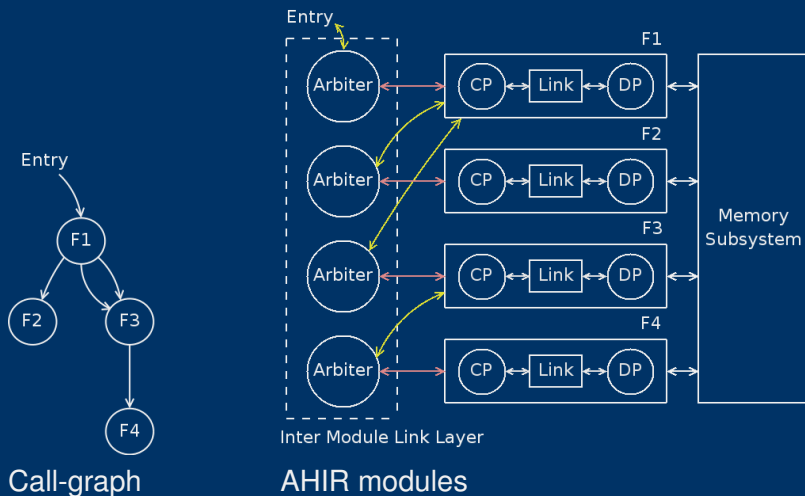 Entry
F1
F2
F3
F4
Call-graph
Entry
Arbiter
Arbiter
Arbiter
Arbiter
Inter Module Link Layer
F1
CP
Link
DP
F2
CP
Link
DP
F3
CP
Link
DP
F4
CP
Link
DP
Memory
Subsystem
AHIR modules